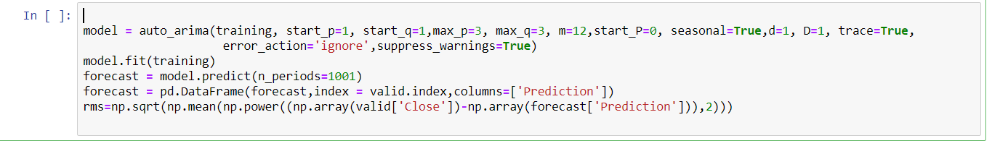 In [ ]:
model = auto_arima(training, start_p=1, start_q=1,max_p=3, max_q=3, m=12,start_P=0, seasonal=True,d=1, D=1, trace=True,
error_action='ignore',suppress_warnings=True)
model.fit(training)
forecast = model.predict(n_periods=1001)
forecast = pd.DataFrame(forecast,index = valid.index,columns=['Prediction'])
rms=np.sqrt(np.mean(np.power((np.array(valid['Close'])-np.array(forecast['Prediction'])),2)))